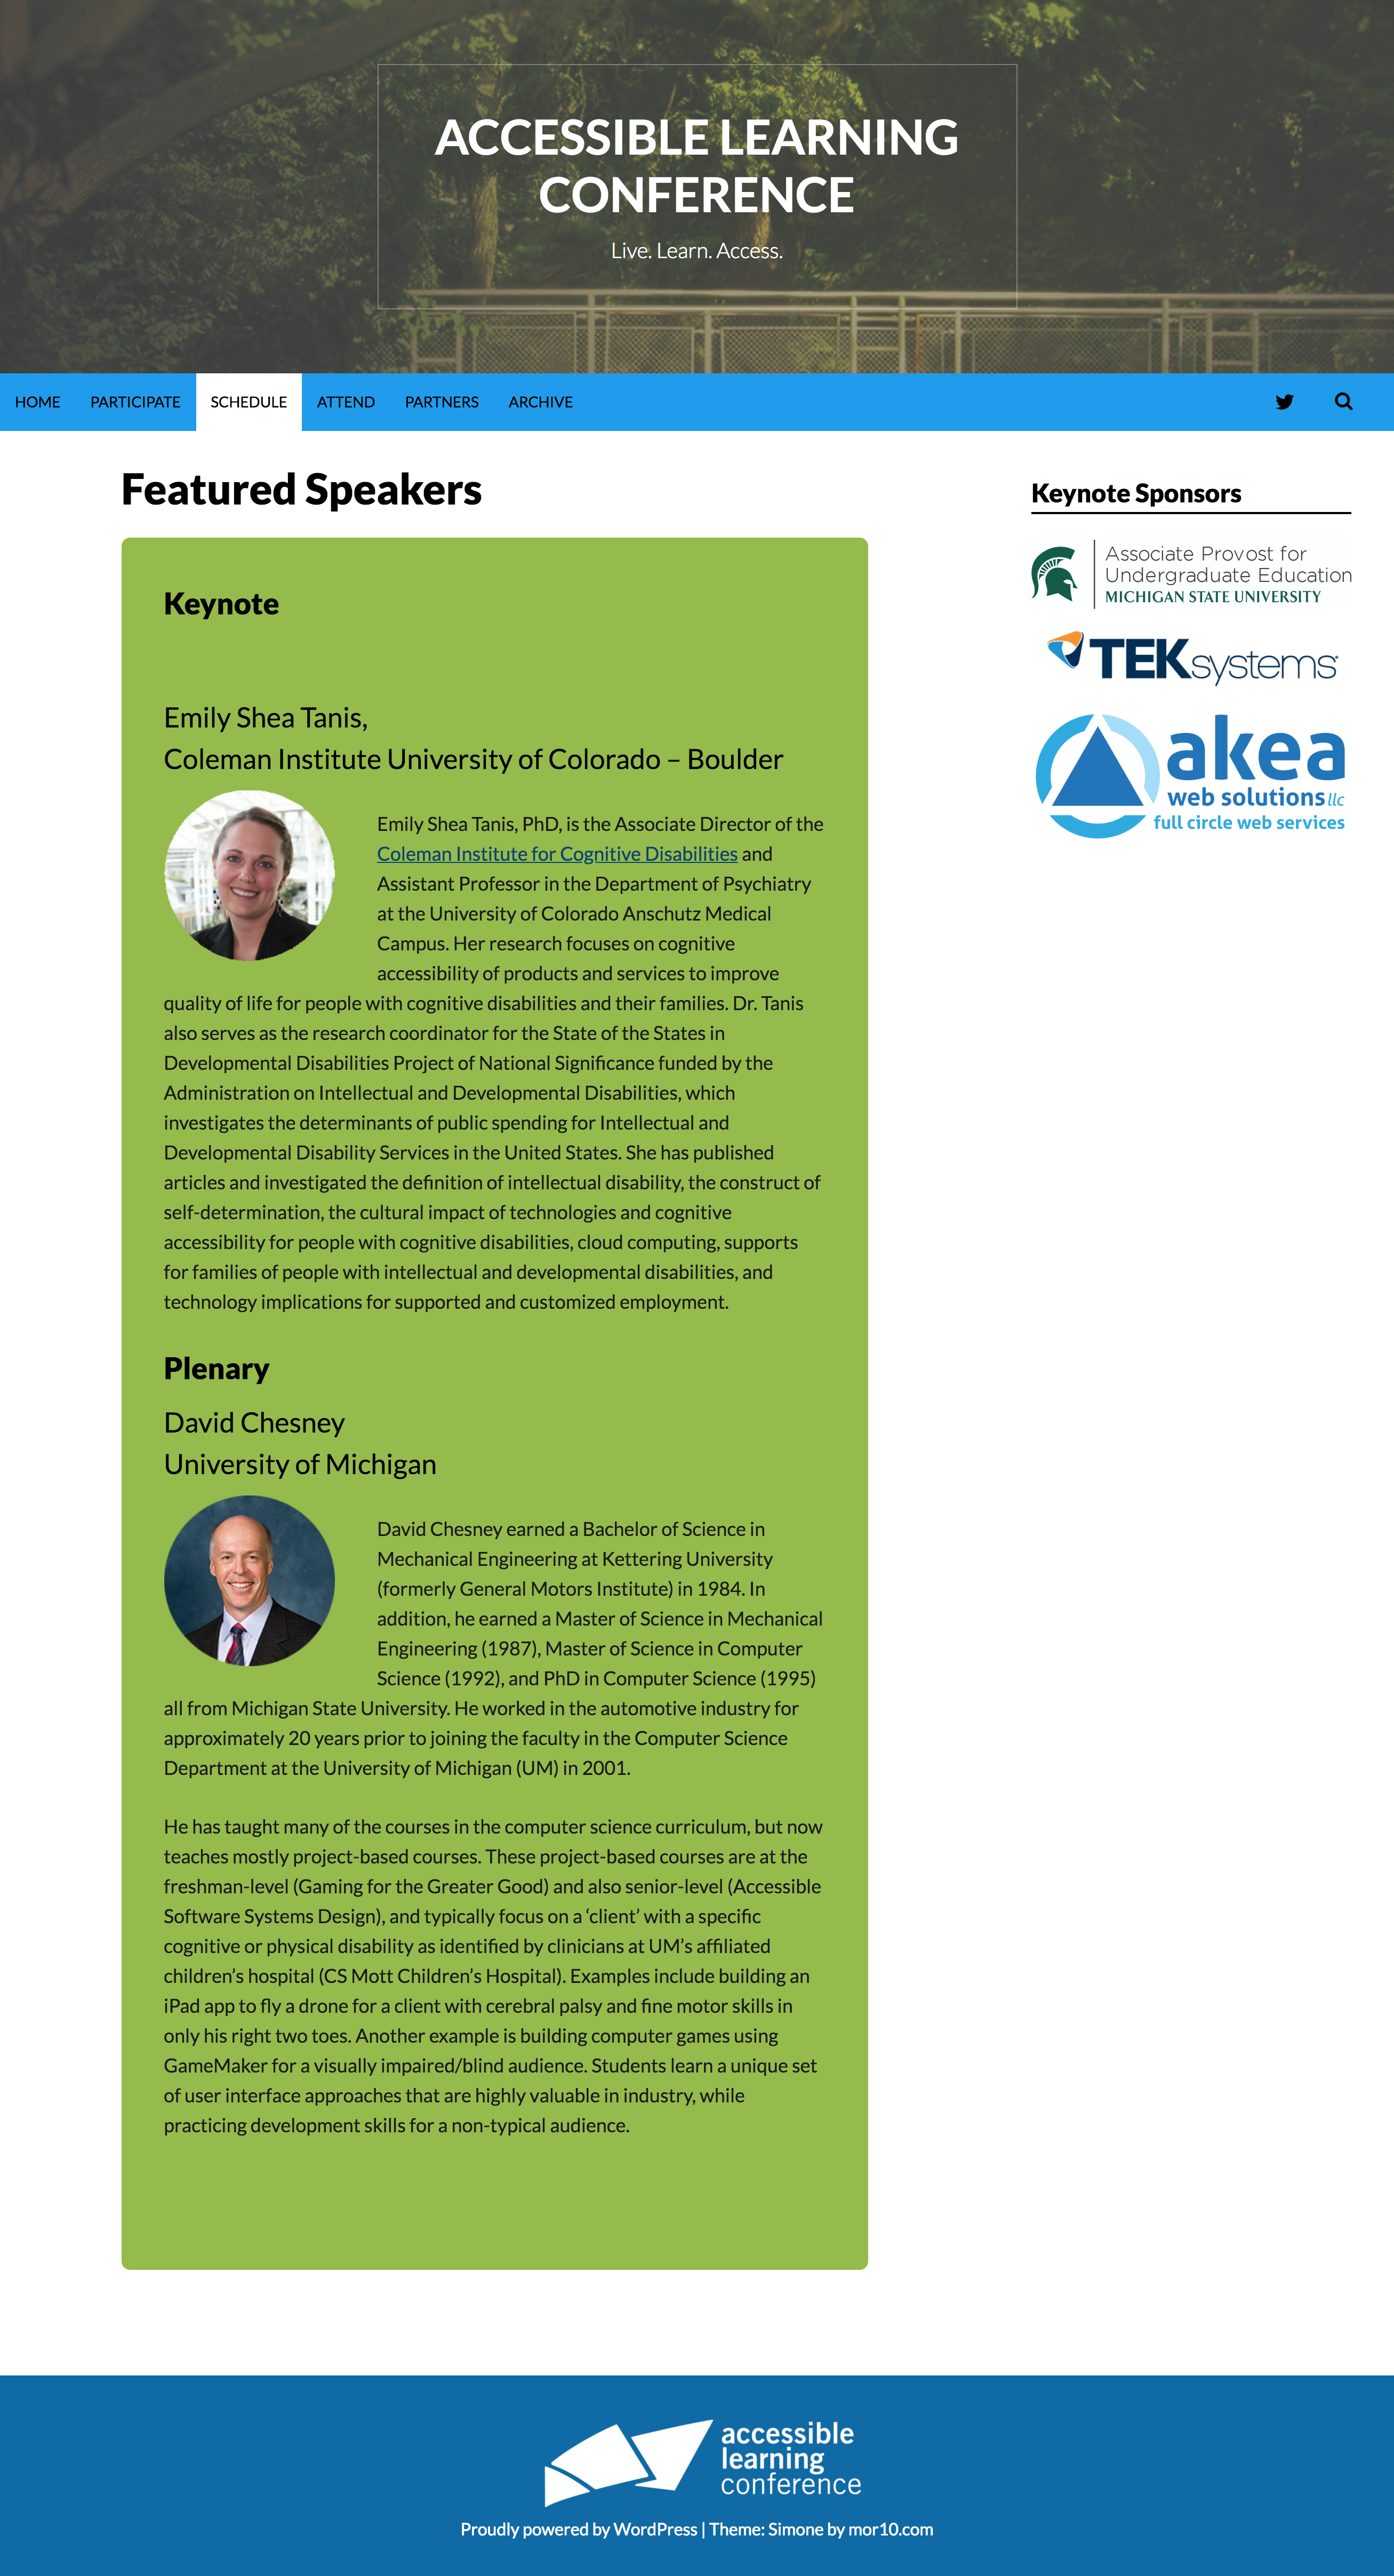 ACCESSIBLE LEARNING
CONFERENCE
Live. Learn. Access.
HOME PARTICIPATE SCHEDULE ATTEND PARTNERS ARCHIVE
Featured Speakers
Keynote
Emily Shea Tanis,
Coleman Institute University of Colorado – Boulder
Emily Shea Tanis, PhD, is the Associate Director of the
Coleman Institute for Cognitive Disabilities and
Assistant Professor in the Department of Psychiatry
at the University of Colorado Anschutz Medical
Campus. Her research focuses on cognitive
accessibility of products and services to improve
quality of life for people with cognitive disabilities and their families. Dr. Tanis
also serves as the research coordinator for the State of the States in
Developmental Disabilities Project of National Significance funded by the
Administration on Intellectual and Developmental Disabilities, which
investigates the determinants of public spending for Intellectual and
Developmental Disability Services in the United States. She has published
articles and investigated the definition of intellectual disability, the construct of
self-determination, the cultural impact of technologies and cognitive
accessibility for people with cognitive disabilities, cloud computing, supports
for families of people with intellectual and developmental disabilities, and
technology implications for supported and customized employment.
Plenary
David Chesney
University of Michigan
David Chesney earned a Bachelor of Science in
Mechanical Engineering at Kettering University
(formerly General Motors Institute) in 1984. In
addition, he earned a Master of Science in Mechanical
Engineering (1987), Master of Science in Computer
Science (1992), and PhD in Computer Science (1995)
all from Michigan State University. He worked in the automotive industry for
approximately 20 years prior to joining the faculty in the Computer Science
Department at the University of Michigan (UM) in 2001.
He has taught many of the courses in the computer science curriculum, but now
teaches mostly project-based courses. These project-based courses are at the
freshman-level (Gaming for the Greater Good) and also senior-level (Accessible
Software Systems Design), and typically focus on a ‘client’ with a specific
cognitive or physical disability as identified by clinicians at UM’s affiliated
children’s hospital (CS Mott Children’s Hospital). Examples include building an
iPad app to fly a drone for a client with cerebral palsy and fine motor skills in
only his right two toes. Another example is building computer games using
GameMaker for a visually impaired/blind audience. Students learn a unique set
of user interface approaches that are highly valuable in industry, while
practicing development skills for a non-typical audience.
Keynote Sponsors
Associate Provost for
Undergraduate Education
MICHIGAN STATE UNIVERSITY
TEKsystems
akea
web solutions llc
full circle web services
accessible
learning
conference
Proudly powered by WordPress | Theme: Simone by mor10.com